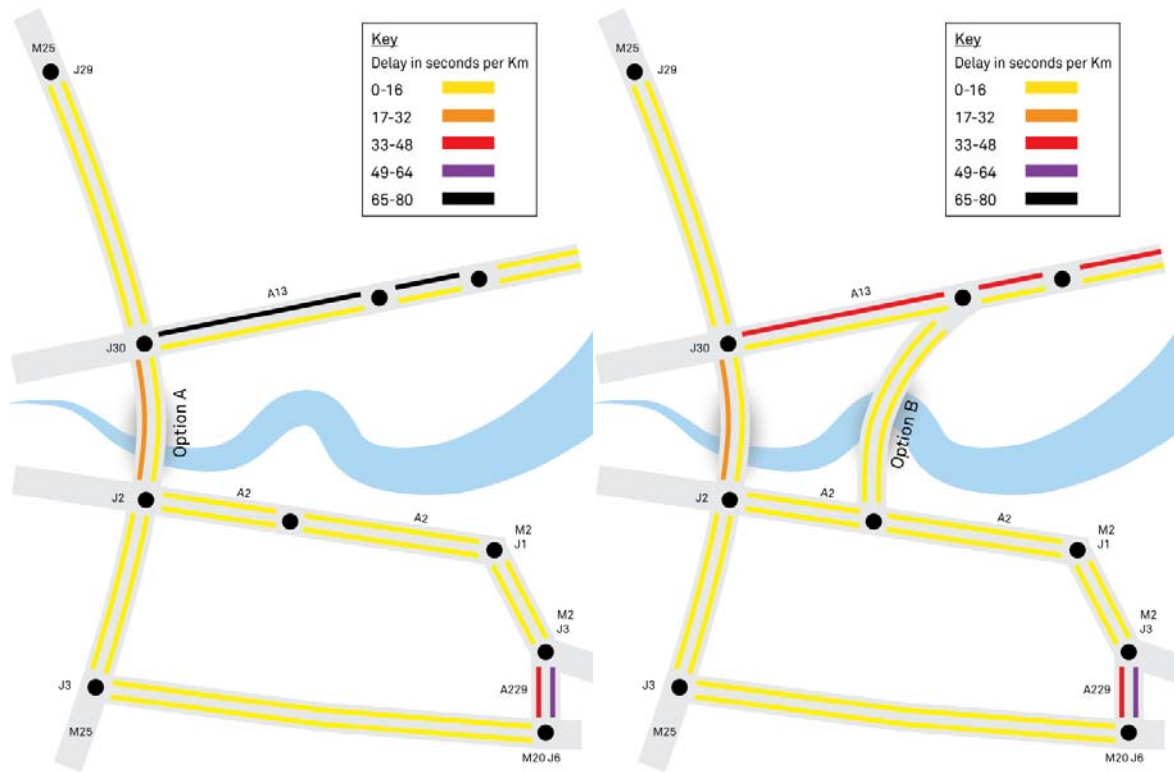 M25
J29
Key
Delay in seconds per Km
0-16
17-32
33-48
49-64
65-80
A13
J30
Option A
J2
A2
A2
M2
J1
M2
J3
J3
A229
M25
M20 J6
M25
J29
Key
Delay in seconds per Km
0-16
17-32
33-48
49-64
65-80
A13
J30
Option B
J2
A2
A2
M2
J1
M2
J3
J3
A229
M25
M20 J6